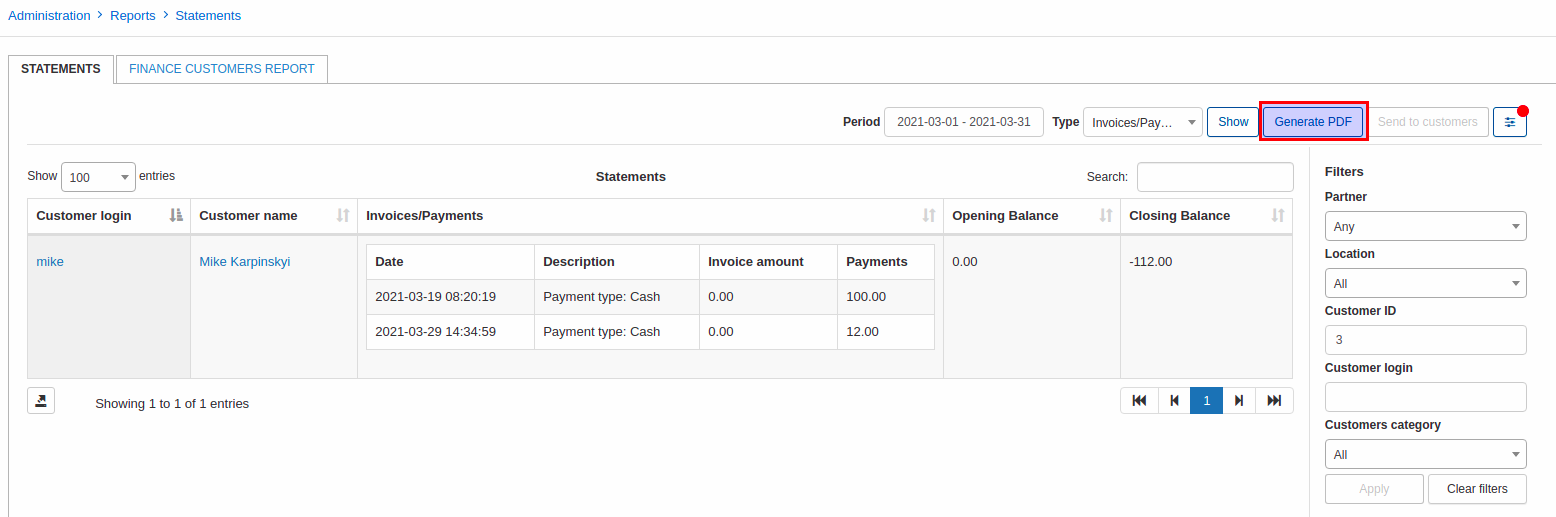 Administration > Reports > Statements
STATEMENTS FINANCE CUSTOMERS REPORT
Period 2021-03-01 - 2021-03-31 Type Invoices/Pay… Show Generate PDF Send to customers
Show 100 entries Statements Search:
Customer login Customer name Invoices/Payments Opening Balance Closing Balance
mike Mike Karpinskyi 0.00 -112.00
Date Description Invoice amount Payments
2021-03-19 08:20:19 Payment type: Cash 0.00 100.00
2021-03-29 14:34:59 Payment type: Cash 0.00 12.00
Showing 1 to 1 of 1 entries 1
Filters
Partner
Any
Location
All
Customer ID
3
Customer login
Customers category
All
Apply Clear filters